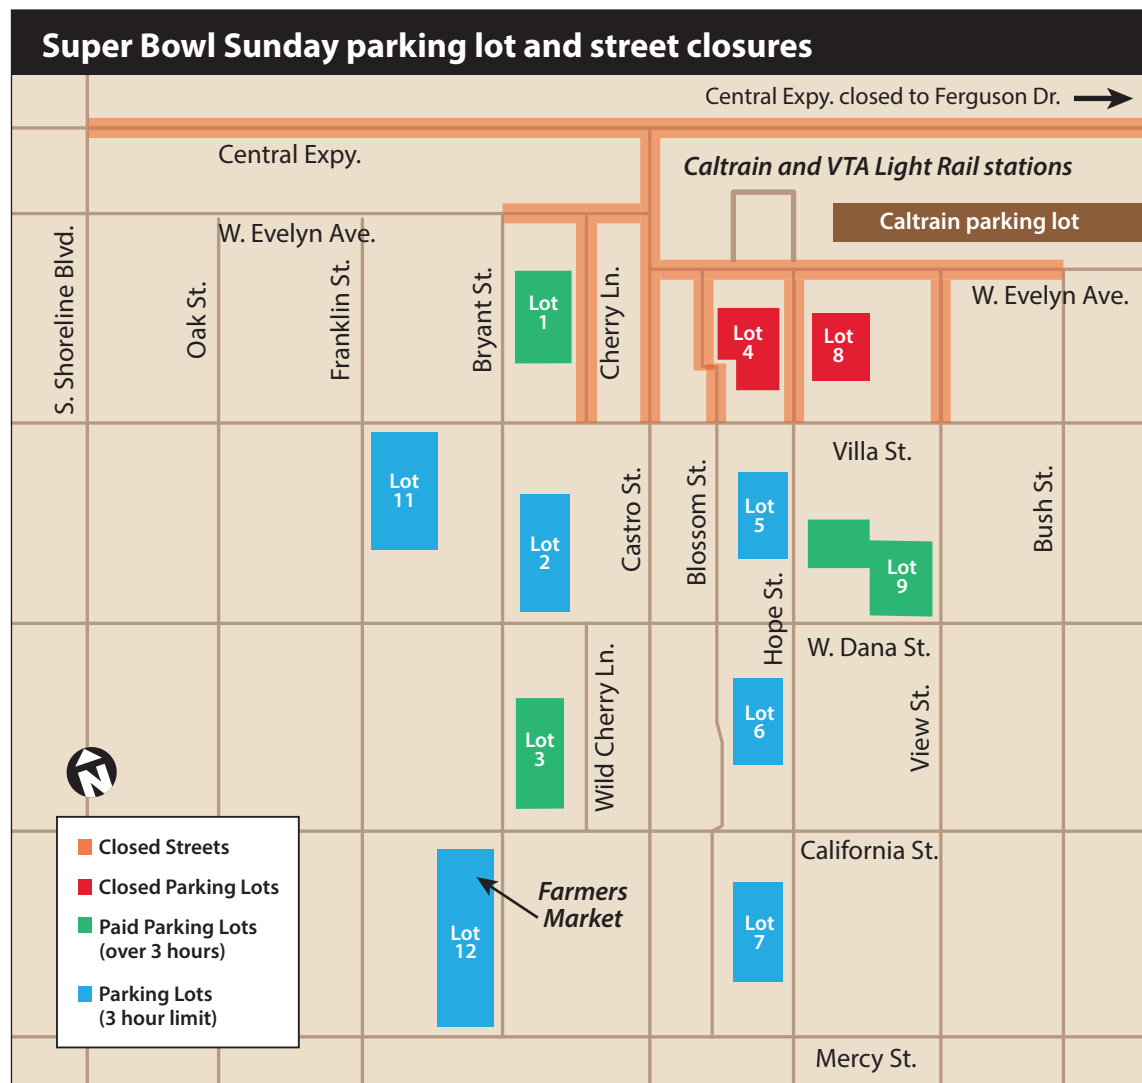 Super Bowl Sunday parking lot and street closures
Central Expy. closed to Ferguson Dr.
Central Expy.
Caltrain and VTA Light Rail stations
Caltrain parking lot
W. Evelyn Ave.
W. Evelyn Ave.
S. Shoreline Blvd.
Oak St.
Franklin St.
Bryant St.
Lot
1
Cherry Ln.
Lot
4
Lot
8
Villa St.
Lot
11
Lot
2
Castro St.
Blossom St.
Lot
5
Hope St.
Lot
9
Bush St.
W. Dana St.
Lot
3
Wild Cherry Ln.
Lot
6
View St.
N
California St.
Closed Streets
Closed Parking Lots
Paid Parking Lots
(over 3 hours)
Parking Lots
(3 hour limit)
Lot
12
Farmers
Market
Lot
7
Mercy St.